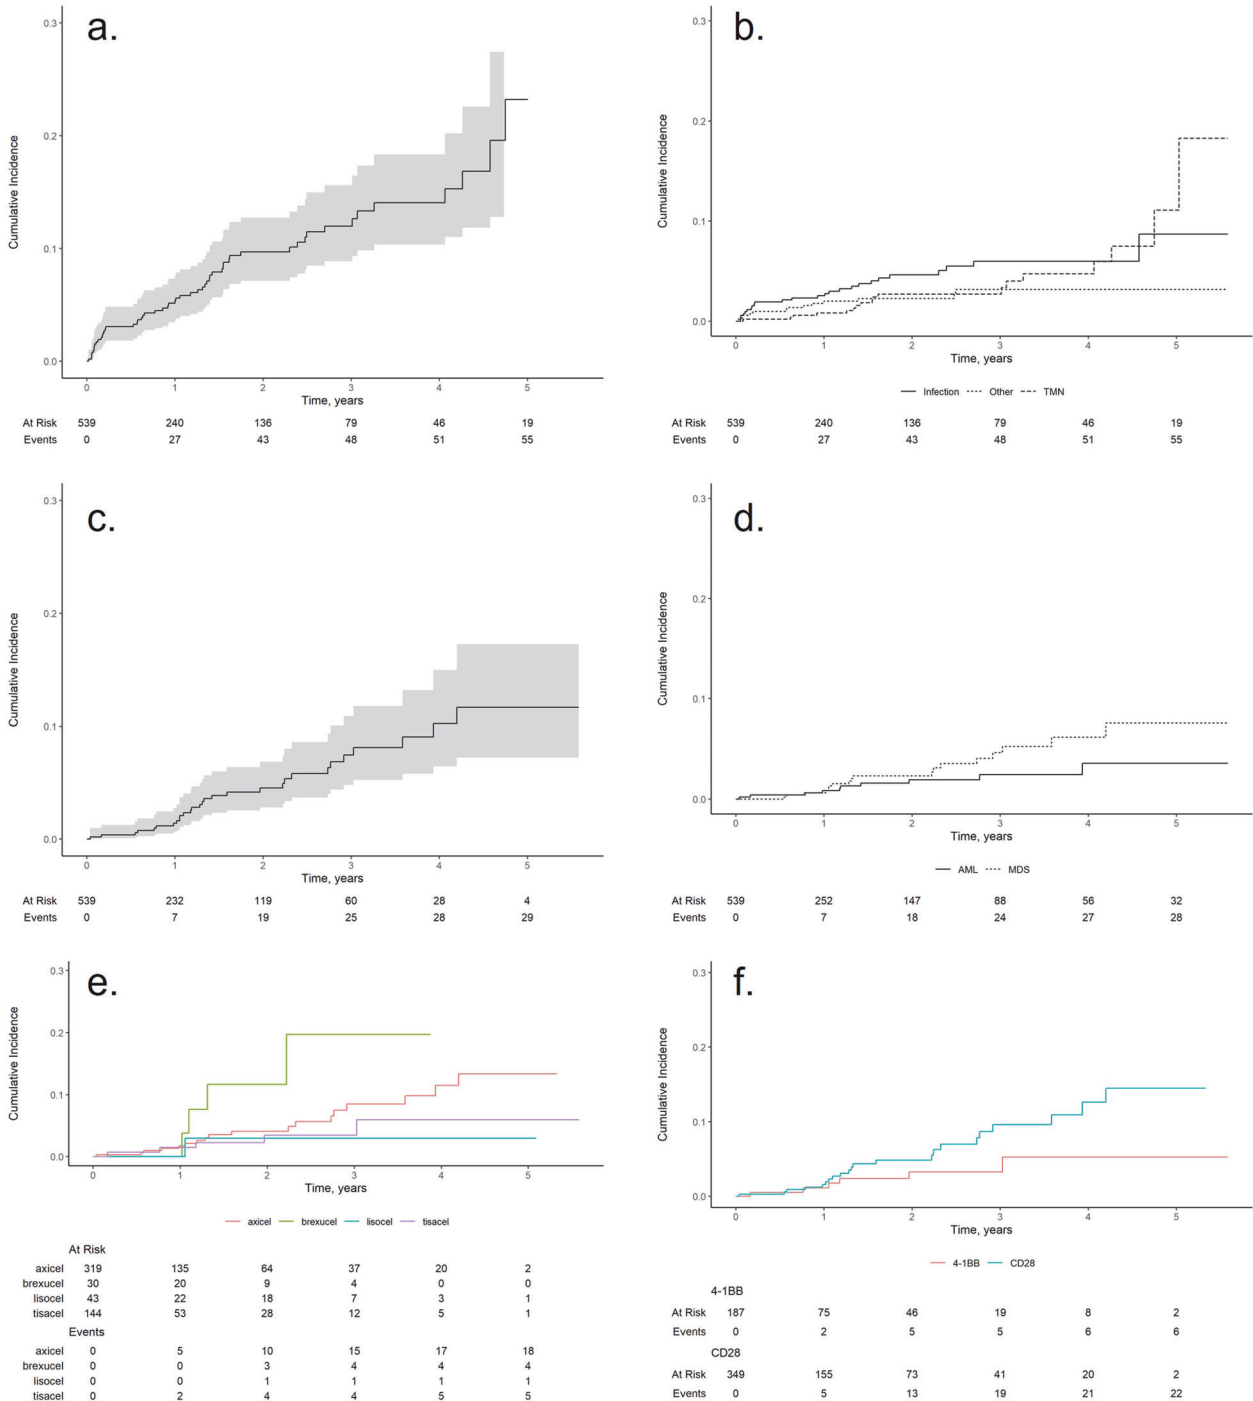 a.
0.3
0.2
0.1
0.0
Cumulative Incidence
0 1 2 3 4 5
Time, years
At Risk 539 240 136 79 46 19
Events 0 27 43 48 51 55
b.
0.3
0.2
0.1
0.0
Cumulative Incidence
0 1 2 3 4 5
Time, years
Infection Other TMN
At Risk 539 240 136 79 46 19
Events 0 27 43 48 51 55
c.
0.3
0.2
0.1
0.0
Cumulative Incidence
0 1 2 3 4 5
Time, years
At Risk 539 232 119 60 28 4
Events 0 7 19 25 28 29
d.
0.3
0.2
0.1
0.0
Cumulative Incidence
0 1 2 3 4 5
Time, years
AML MDS
At Risk 539 252 147 88 56 32
Events 0 7 18 24 27 28
e.
0.3
0.2
0.1
0.0
Cumulative Incidence
0 1 2 3 4 5
Time, years
axicel brexucel lisocel tisacel
At Risk
axicel 319 135 64 37 20 2
brexucel 30 20 9 4 0 0
lisocel 43 22 18 7 3 1
tisacel 144 53 28 12 5 1
Events
axicel 0 5 10 15 17 18
brexucel 0 0 3 4 4 4
lisocel 0 0 1 1 1 1
tisacel 0 2 4 4 5 5
f.
0.3
0.2
0.1
0.0
Cumulative Incidence
0 1 2 3 4 5
Time, years
4-1BB CD28
4-1BB
At Risk 187 75 46 19 8 2
Events 0 2 5 5 6 6
CD28
At Risk 349 155 73 41 20 2
Events 0 5 13 19 21 22